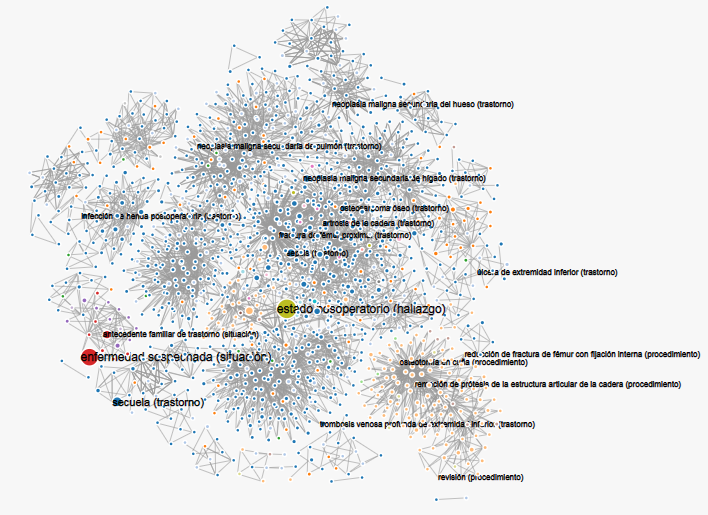 neoplasia maligna secundaria del hueso (trastorno)
neoplasia maligna secundaria de pulmón (trastorno)
neoplasia maligna secundaria de hígado (trastorno)
osteosarcoma óseo (trastorno)
infección de herida postoperatoria (trastorno)
artrosis de la cadera (trastorno)
fractura de fémur proximal (trastorno)
(trastorno)
úlcera de extremidad inferior (trastorno)
estado posoperatorio (hallazgo)
antecedente familiar de trastorno (situación)
enfermedad sospechada (situación)
reducción de fractura de fémur con fijación interna (procedimiento)
osteotomía en cuña (procedimiento)
remoción de prótesis de la estructura articular de la cadera (procedimiento)
secuela (trastorno)
trombosis venosa profunda de extremidad inferior (trastorno)
revisión (procedimiento)